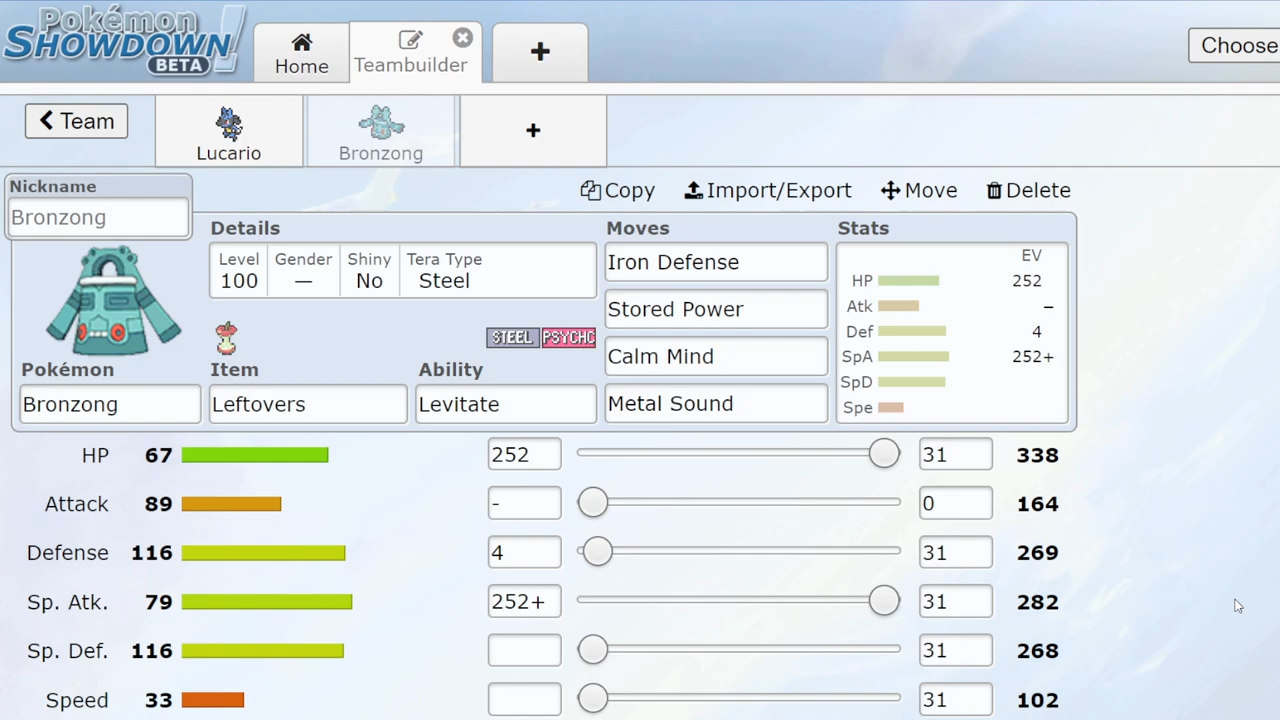 Pokémon
SHOWDOWN!
BETA
Home
Teambuilder
+
Choose
Team
Lucario
Bronzong
+
Nickname
Bronzong
Copy
Import/Export
Move
Delete
Details
Level
100
Gender
—
Shiny
No
Tera Type
Steel
STEEL
PSYCHC
Pokémon
Bronzong
Item
Leftovers
Ability
Levitate
Moves
Iron Defense
Stored Power
Calm Mind
Metal Sound
Stats
EV
HP 252
Atk –
Def 4
SpA 252+
SpD
Spe
HP 67 252 31 338
Attack 89 - 0 164
Defense 116 4 31 269
Sp. Atk. 79 252+ 31 282
Sp. Def. 116 31 268
Speed 33 31 102